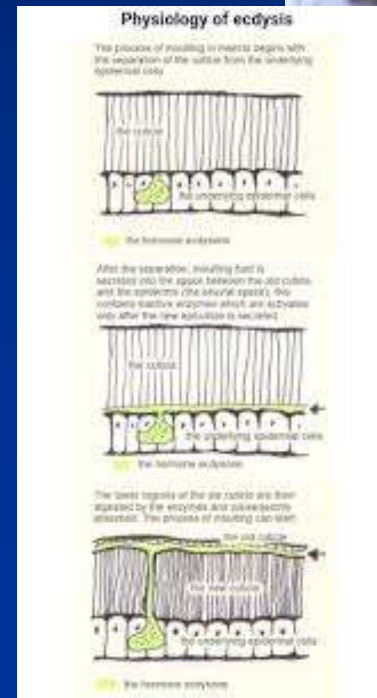 Physiology of ecdysis
The process of moulting in insects begins with
the separation of the cuticle from the underlying
epidermal cells
the cuticle
the underlying epidermal cells
the hormone ecdysone
After the separation, moulting fluid is
secreted into the space between the old cuticle
and the epidermis (the exuvial space), this
contains inactive enzymes which are activated
only after the new epicuticle is secreted
the cuticle
the underlying epidermal cells
the hormone ecdysone
The lower regions of the old cuticle are then
digested by the enzymes and subsequently
absorbed. The process of moulting can start
the old cuticle
the new cuticle
the underlying epidermal cells
the hormone ecdysone